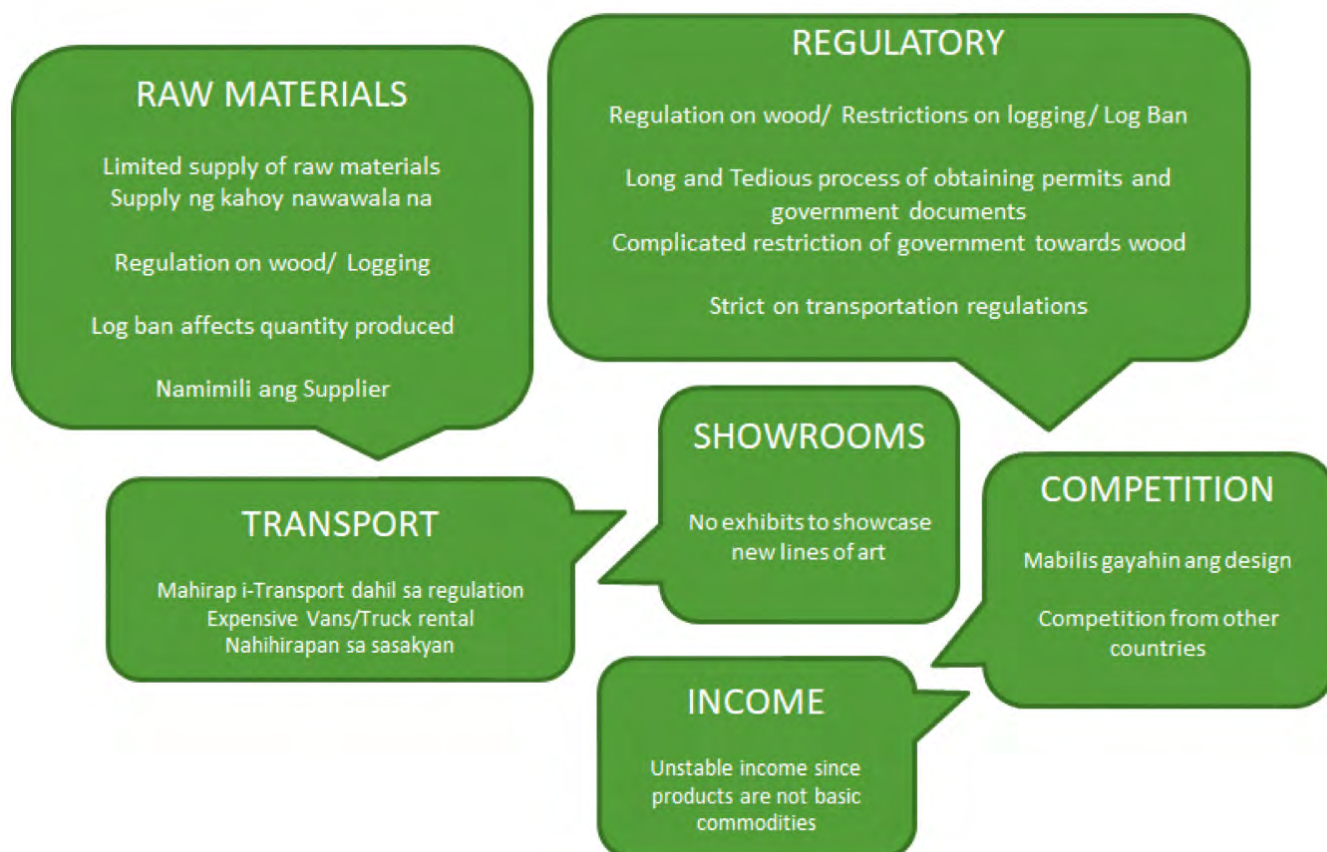 RAW MATERIALS
Limited supply of raw materials
Supply ng kahoy nawawala na
Regulation on wood/ Logging
Log ban affects quantity produced
Namimili ang Supplier
REGULATORY
Regulation on wood/ Restrictions on logging/ Log Ban
Long and Tedious process of obtaining permits and
government documents
Complicated restriction of government towards wood
Strict on transportation regulations
TRANSPORT
Mahirap i-Transport dahil sa regulation
Expensive Vans/Truck rental
Nahihirapan sa sasakyan
SHOWROOMS
No exhibits to showcase
new lines of art
COMPETITION
Mabilis gayahin ang design
Competition from other
countries
INCOME
Unstable income since
products are not basic
commodities